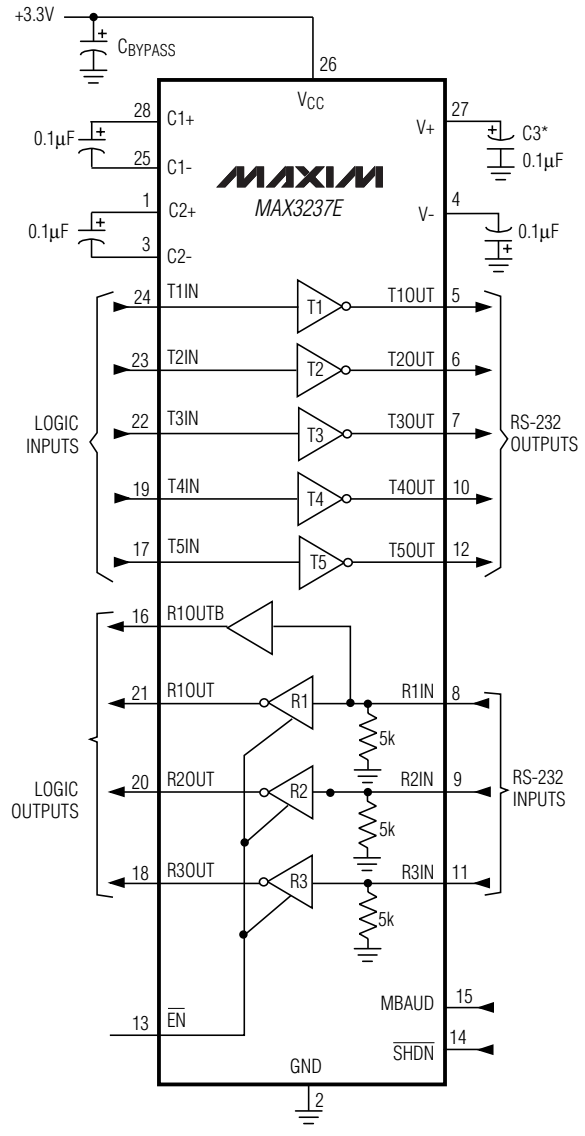 +3.3V
CBYPASS
26
VCC
28 C1+
0.1µF
25 C1-
1 C2+
0.1µF
3 C2-
V+ 27
C3*
0.1µF
V- 4
0.1µF
MAXIM
MAX3237E
24 T1IN T1 T1OUT 5
23 T2IN T2 T2OUT 6
22 T3IN T3 T3OUT 7
19 T4IN T4 T4OUT 10
17 T5IN T5 T5OUT 12
LOGIC
INPUTS
RS-232
OUTPUTS
16 R1OUTB
21 R1OUT R1 R1IN 8
5k
20 R2OUT R2 R2IN 9
5k
18 R3OUT R3 R3IN 11
5k
LOGIC
OUTPUTS
RS-232
INPUTS
MBAUD 15
13 E̅N̅
S̅H̅D̅N̅ 14
GND
2